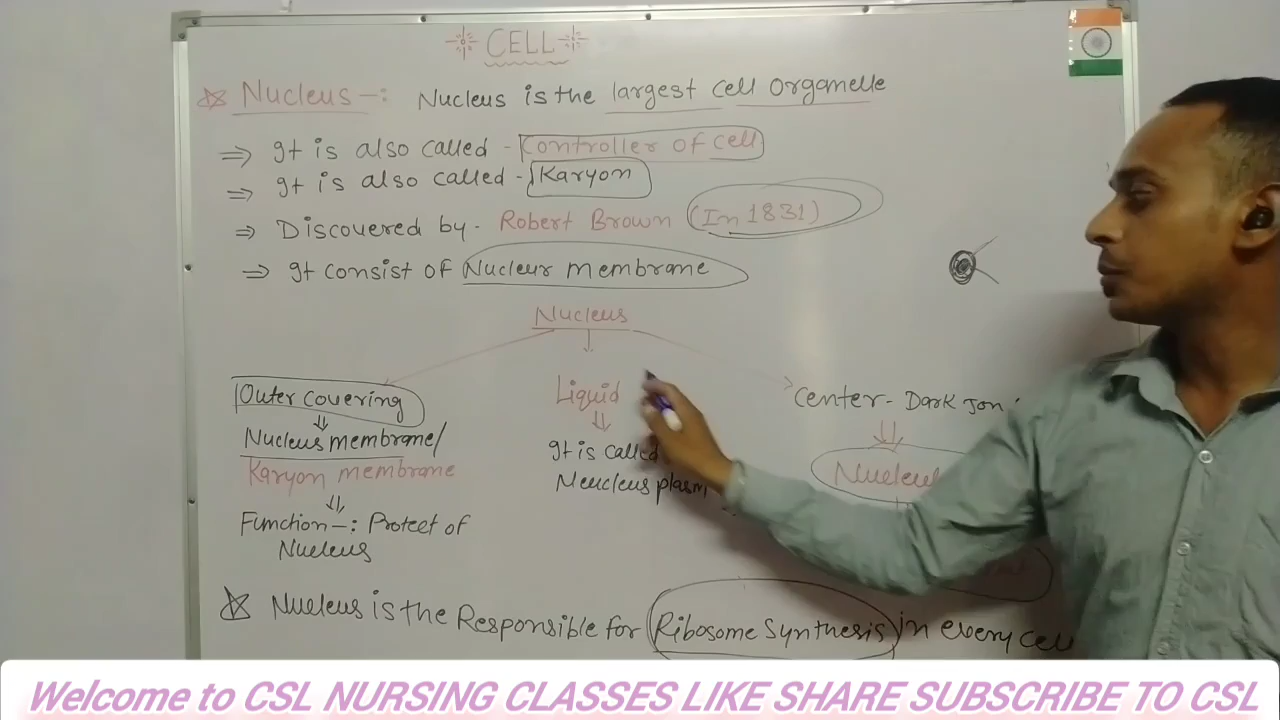 CELL
Nucleus -: Nucleus is the largest cell organelle
⇒ It is also called - Controller of cell
⇒ It is also called - Karyon
⇒ Discovered by - Robert Brown (In 1831)
⇒ It consist of Nucleur membrane
Nucleus
Outer covering
Liquid
Center - Dark
Nucleus membrane/
Karyon membrane
It is called
plasm
Function -: Protect of
Nucleus
Nucleus is the Responsible for Ribosome Synthesis in every cell
Welcome to CSL NURSING CLASSES LIKE SHARE SUBSCRIBE TO CSL